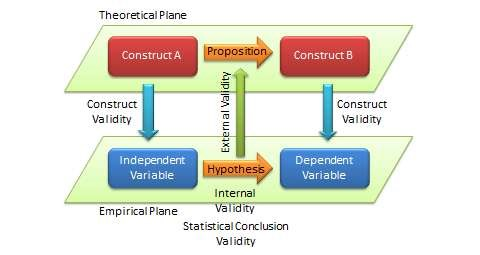 Theoretical Plane
Construct A
Proposition
Construct B
Construct
Validity
External Validity
Construct
Validity
Independent
Variable
Hypothesis
Dependent
Variable
Internal
Validity
Empirical Plane
Statistical Conclusion
Validity